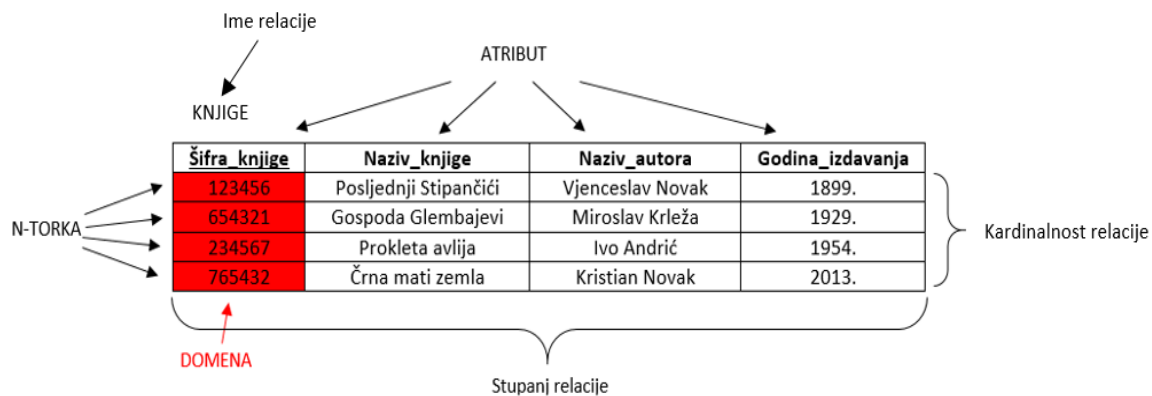 Ime relacije
ATRIBUT
KNJIGE
Šifra_knjige Naziv_knjige Naziv_autora Godina_izdavanja
123456 Posljednji Stipančići Vjenceslav Novak 1899.
654321 Gospoda Glembajevi Miroslav Krleža 1929.
N-TORKA
Kardinalnost relacije
234567 Prokleta avlija Ivo Andrić 1954.
765432 Črna mati zemla Kristian Novak 2013.
DOMENA
Stupanj relacije